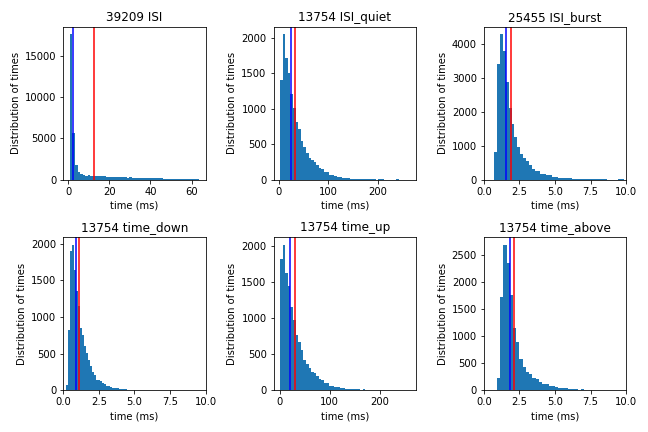 39209 ISI
Distribution of times
15000
10000
5000
0
0 20 40 60
time (ms)
13754 ISI_quiet
Distribution of times
2000
1500
1000
500
0
0 100 200
time (ms)
25455 ISI_burst
Distribution of times
4000
3000
2000
1000
0
0.0 2.5 5.0 7.5 10.0
time (ms)
13754 time_down
Distribution of times
2000
1500
1000
500
0
0.0 2.5 5.0 7.5 10.0
time (ms)
13754 time_up
Distribution of times
2000
1500
1000
500
0
0 100 200
time (ms)
13754 time_above
Distribution of times
2500
2000
1500
1000
500
0
0.0 2.5 5.0 7.5 10.0
time (ms)